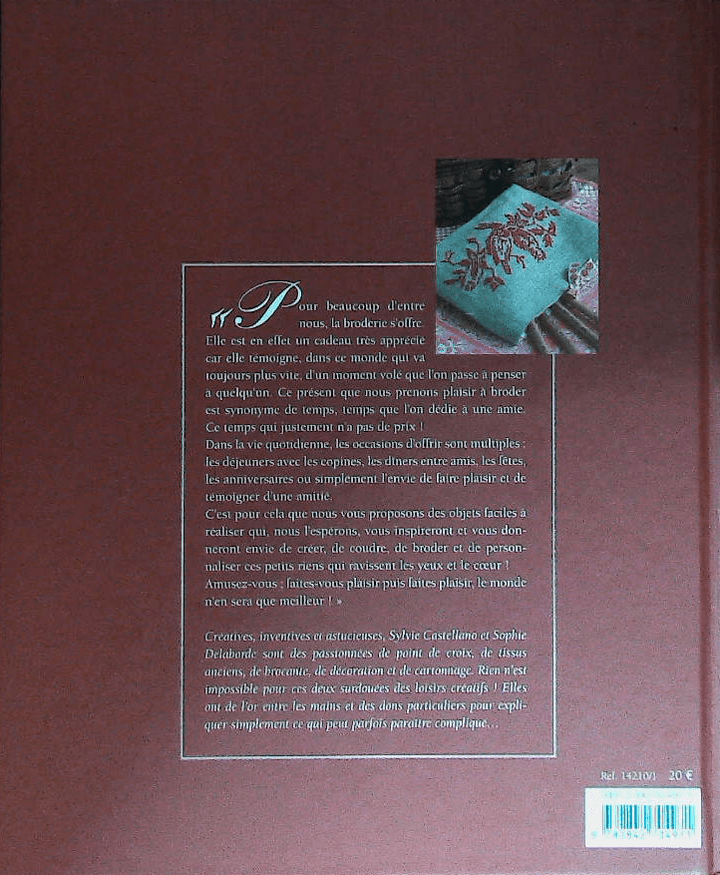 « Pour beaucoup d'entre
nous, la broderie s'offre.
Elle est en effet un cadeau très apprécié
car elle témoigne, dans ce monde qui va
toujours plus vite, d'un moment volé que l'on passe à penser
à quelqu'un. Ce présent que nous prenons plaisir à broder
est synonyme de temps, temps que l'on dédie à une amie.
Ce temps qui justement n'a pas de prix !
Dans la vie quotidienne, les occasions d'offrir sont multiples :
les déjeuners avec les copines, les dîners entre amis, les fêtes,
les anniversaires ou simplement l'envie de faire plaisir et de
témoigner d'une amitié.
C'est pour cela que nous vous proposons des objets faciles à
réaliser qui, nous l'espérons, vous inspireront et vous don-
neront envie de créer, de coudre, de broder et de person-
naliser ces petits riens qui ravissent les yeux et le cœur !
Amusez-vous : faites-vous plaisir puis faites plaisir, le monde
n'en sera que meilleur ! »
Créatives, inventives et astucieuses, Sylvie Castellano et Sophie
Delaborde sont des passionnées de point de croix, de tissus
anciens, de brocante, de décoration et de cartonnage. Rien n'est
impossible pour ces deux surdouées des loisirs créatifs ! Elles
ont de l'or entre les mains et des dons particuliers pour expli-
quer simplement ce qui peut parfois paraître compliqué...
Réf. 14210/1 20 €